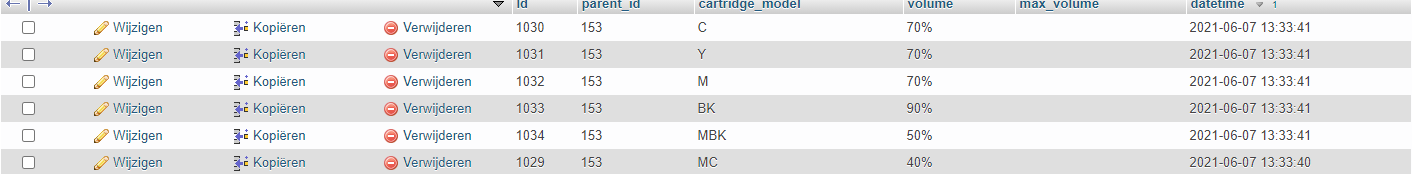 Id parent_id cartridge_model volume max_volume datetime 1
Wijzigen Kopiëren Verwijderen 1030 153 C 70% 2021-06-07 13:33:41
Wijzigen Kopiëren Verwijderen 1031 153 Y 70% 2021-06-07 13:33:41
Wijzigen Kopiëren Verwijderen 1032 153 M 70% 2021-06-07 13:33:41
Wijzigen Kopiëren Verwijderen 1033 153 BK 90% 2021-06-07 13:33:41
Wijzigen Kopiëren Verwijderen 1034 153 MBK 50% 2021-06-07 13:33:41
Wijzigen Kopiëren Verwijderen 1029 153 MC 40% 2021-06-07 13:33:40